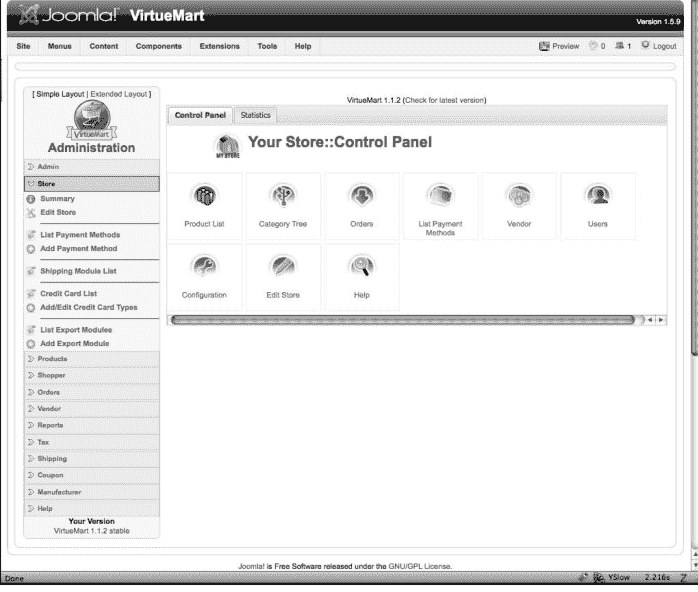 Joomla! VirtueMart
Version 1.5.9
Site Menus Content Components Extensions Tools Help Preview 0 1 Logout
[ Simple Layout | Extended Layout ]
VirtueMart
Administration
Admin
Store
Summary
Edit Store
List Payment Methods
Add Payment Method
Shipping Module List
Credit Card List
Add/Edit Credit Card Types
List Export Modules
Add Export Module
Products
Shopper
Orders
Vendor
Reports
Tax
Shipping
Coupon
Manufacturer
Help
Your Version
VirtueMart 1.1.2 stable
VirtueMart 1.1.2 (Check for latest version)
Control Panel Statistics
MY STORE
Your Store::Control Panel
Product List Category Tree Orders List Payment Methods Vendor Users
Configuration Edit Store Help
Joomla! is Free Software released under the GNU/GPL License.
Done YSlow 2.216s